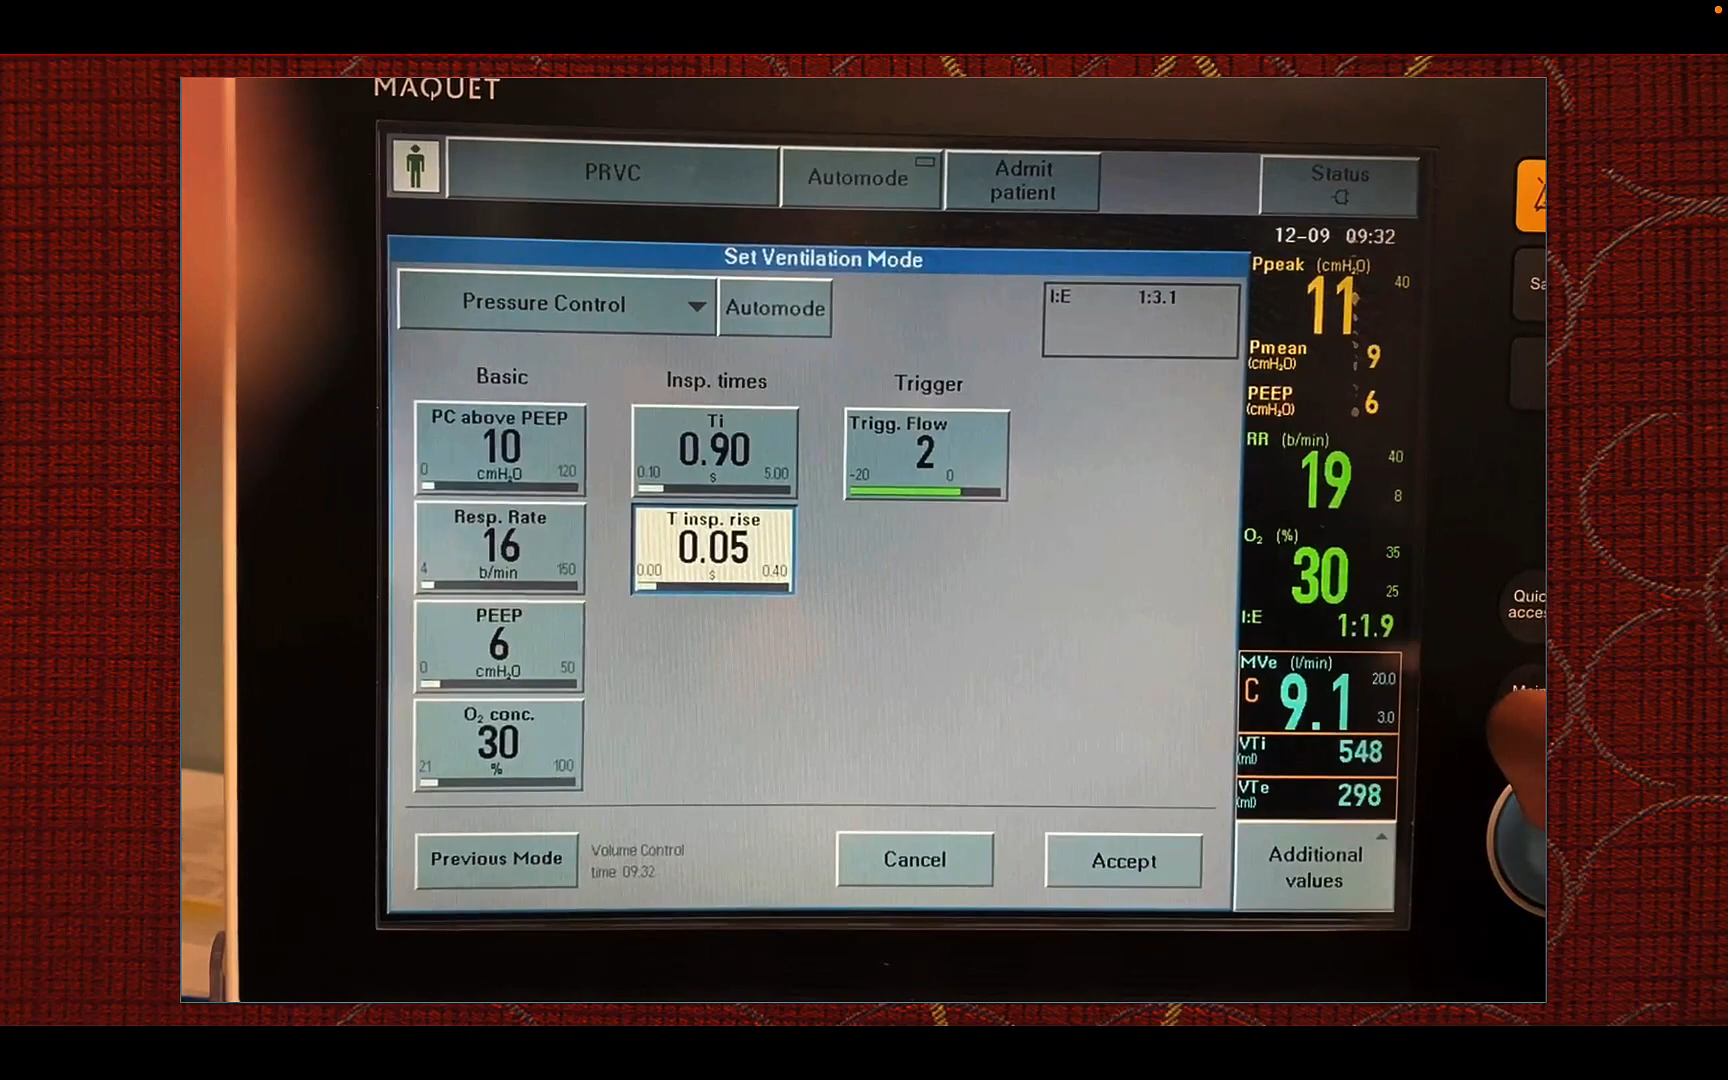 MAQUET
PRVC
Automode
Admit
patient
Status
12-09 09:32
Set Ventilation Mode
Pressure Control
Automode
I:E 1:3.1
Basic
Insp. times
Trigger
PC above PEEP
10
0 cmH₂O 120
Ti
0.90
0.10 s 5.00
Trigg. Flow
2
-20 0
Resp. Rate
16
4 b/min 150
T insp. rise
0.05
0.00 s 0.40
PEEP
6
0 cmH₂O 50
O₂ conc.
30
21 % 100
Previous Mode
Volume Control
time 09:32
Cancel
Accept
Ppeak (cmH₂O)
11 40
Pmean
(cmH₂O) 9
PEEP
(cmH₂O) 6
RR (b/min)
19 40
8
O₂ (%)
30 35
25
I:E 1:1.9
MVe (l/min)
C 9.1 20.0
3.0
VTi
(ml) 548
VTe
(ml) 298
Additional
values
Quic
acces